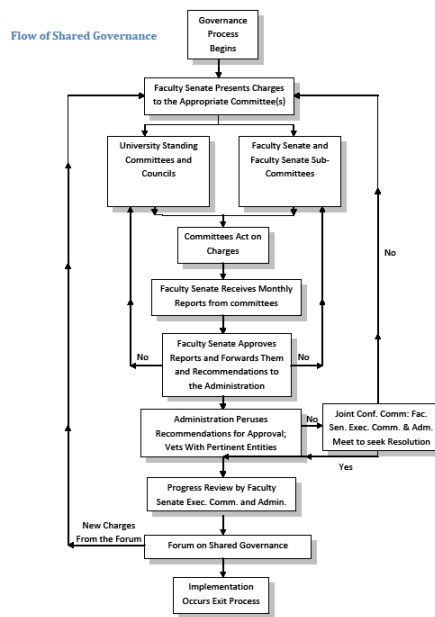 Flow of Shared Governance
Governance
Process
Begins
Faculty Senate Presents Charges
to the Appropriate Committee(s)
University Standing
Committees and
Councils
Faculty Senate and
Faculty Senate Sub-
Committees
Committees Act on
Charges
No
Faculty Senate Receives Monthly
Reports from committees
Faculty Senate Approves
Reports and Forwards Them
and Recommendations to
the Administration
No
No
Administration Peruses
Recommendations for Approval;
Vets With Pertinent Entities
No
Joint Conf. Comm: Fac.
Sen. Exec. Comm. & Adm.
Meet to seek Resolution
Yes
Progress Review by Faculty
Senate Exec. Comm. and Admin.
New Charges
From the Forum
Forum on Shared Governance
Implementation
Occurs Exit Process